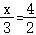 x/3 = 4/2